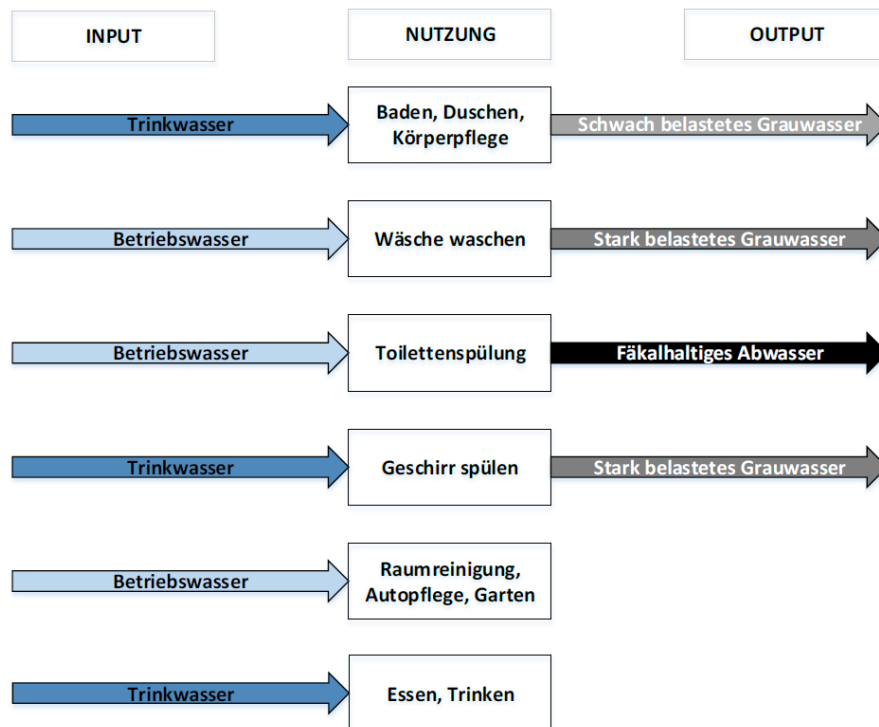 INPUT
NUTZUNG
OUTPUT
Trinkwasser
Baden, Duschen,
Körperpflege
Schwach belastetes Grauwasser
Betriebswasser
Wäsche waschen
Stark belastetes Grauwasser
Betriebswasser
Toilettenspülung
Fäkalhaltiges Abwasser
Trinkwasser
Geschirr spülen
Stark belastetes Grauwasser
Betriebswasser
Raumreinigung,
Autopflege, Garten
Trinkwasser
Essen, Trinken